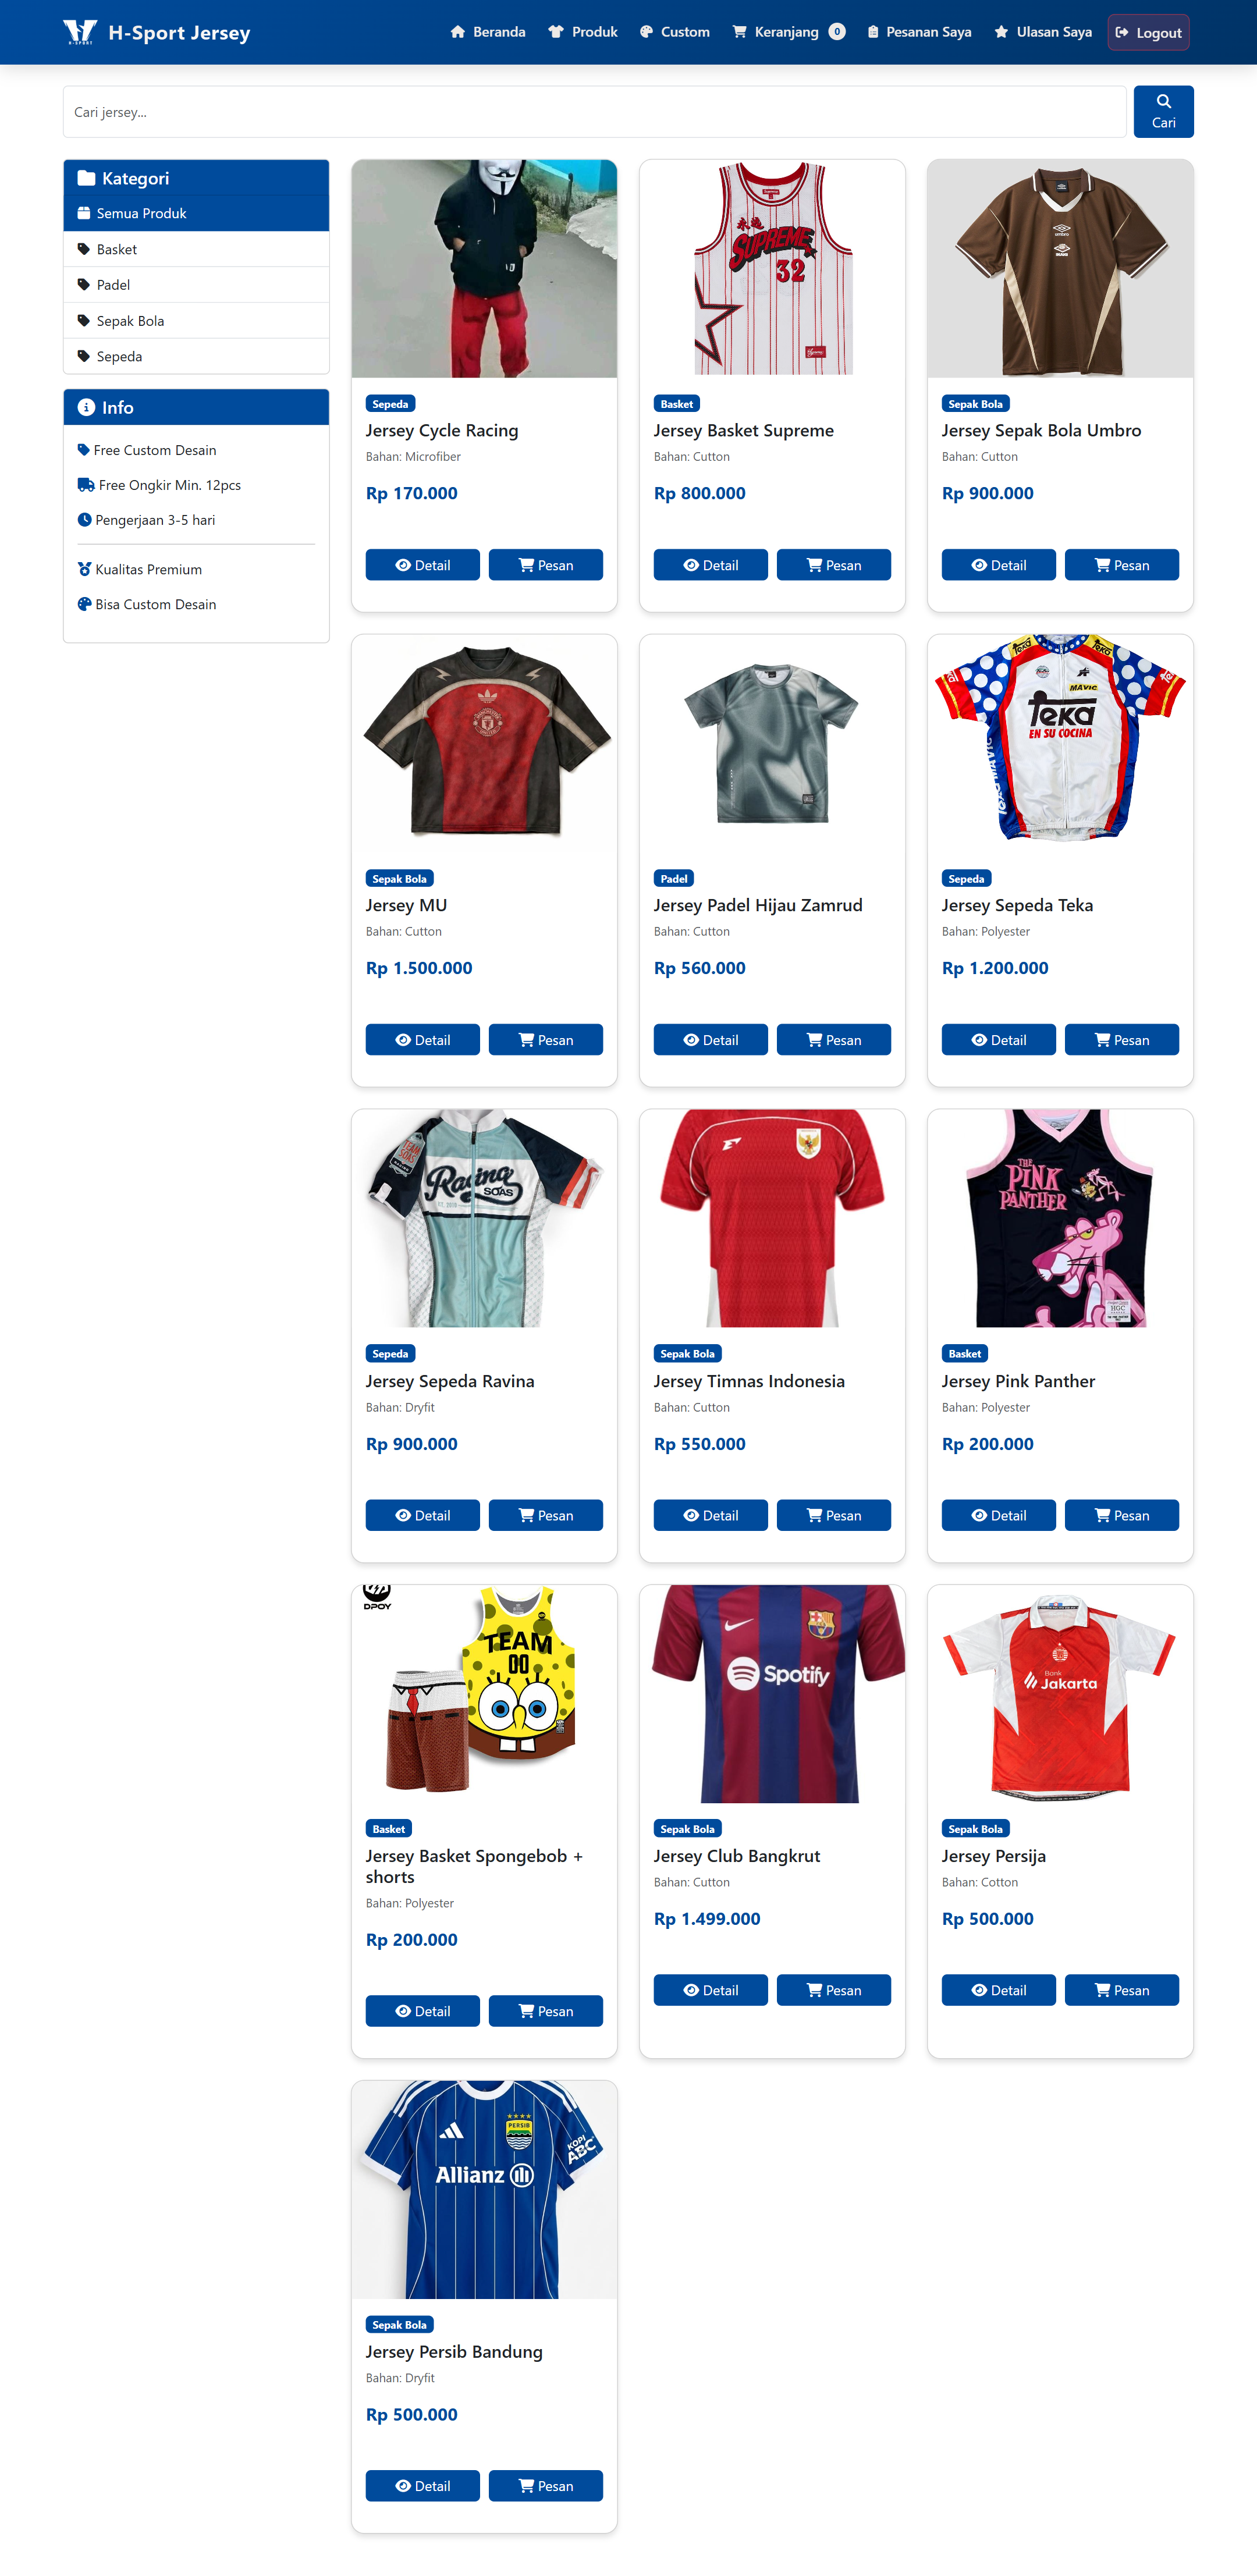 H-SPORT
H-Sport Jersey
Beranda
Produk
Custom
Keranjang 0
Pesanan Saya
Ulasan Saya
Logout
Cari jersey...
Cari
Kategori
Semua Produk
Basket
Padel
Sepak Bola
Sepeda
Info
Free Custom Desain
Free Ongkir Min. 12pcs
Pengerjaan 3-5 hari
Kualitas Premium
Bisa Custom Desain
Sepeda
Jersey Cycle Racing
Bahan: Microfiber
Rp 170.000
Detail
Pesan
SUPREME
32
Basket
Jersey Basket Supreme
Bahan: Cutton
Rp 800.000
Detail
Pesan
umbro
Sepak Bola
Jersey Sepak Bola Umbro
Bahan: Cutton
Rp 900.000
Detail
Pesan
Sepak Bola
Jersey MU
Bahan: Cutton
Rp 1.500.000
Detail
Pesan
Padel
Jersey Padel Hijau Zamrud
Bahan: Cutton
Rp 560.000
Detail
Pesan
MAVIC
Teka
EN SU COCINA
Sepeda
Jersey Sepeda Teka
Bahan: Polyester
Rp 1.200.000
Detail
Pesan
Racing
SOAS
Sepeda
Jersey Sepeda Ravina
Bahan: Dryfit
Rp 900.000
Detail
Pesan
Sepak Bola
Jersey Timnas Indonesia
Bahan: Cutton
Rp 550.000
Detail
Pesan
THE
PINK
PANTHER
HGC
Basket
Jersey Pink Panther
Bahan: Polyester
Rp 200.000
Detail
Pesan
DPOY
TEAM
00
Basket
Jersey Basket Spongebob +
shorts
Bahan: Polyester
Rp 200.000
Detail
Pesan
Spotify
Sepak Bola
Jersey Club Bangkrut
Bahan: Cutton
Rp 1.499.000
Detail
Pesan
Bank
Jakarta
Sepak Bola
Jersey Persija
Bahan: Cotton
Rp 500.000
Detail
Pesan
PERSIB
KOPI
ABC
Allianz
Sepak Bola
Jersey Persib Bandung
Bahan: Dryfit
Rp 500.000
Detail
Pesan